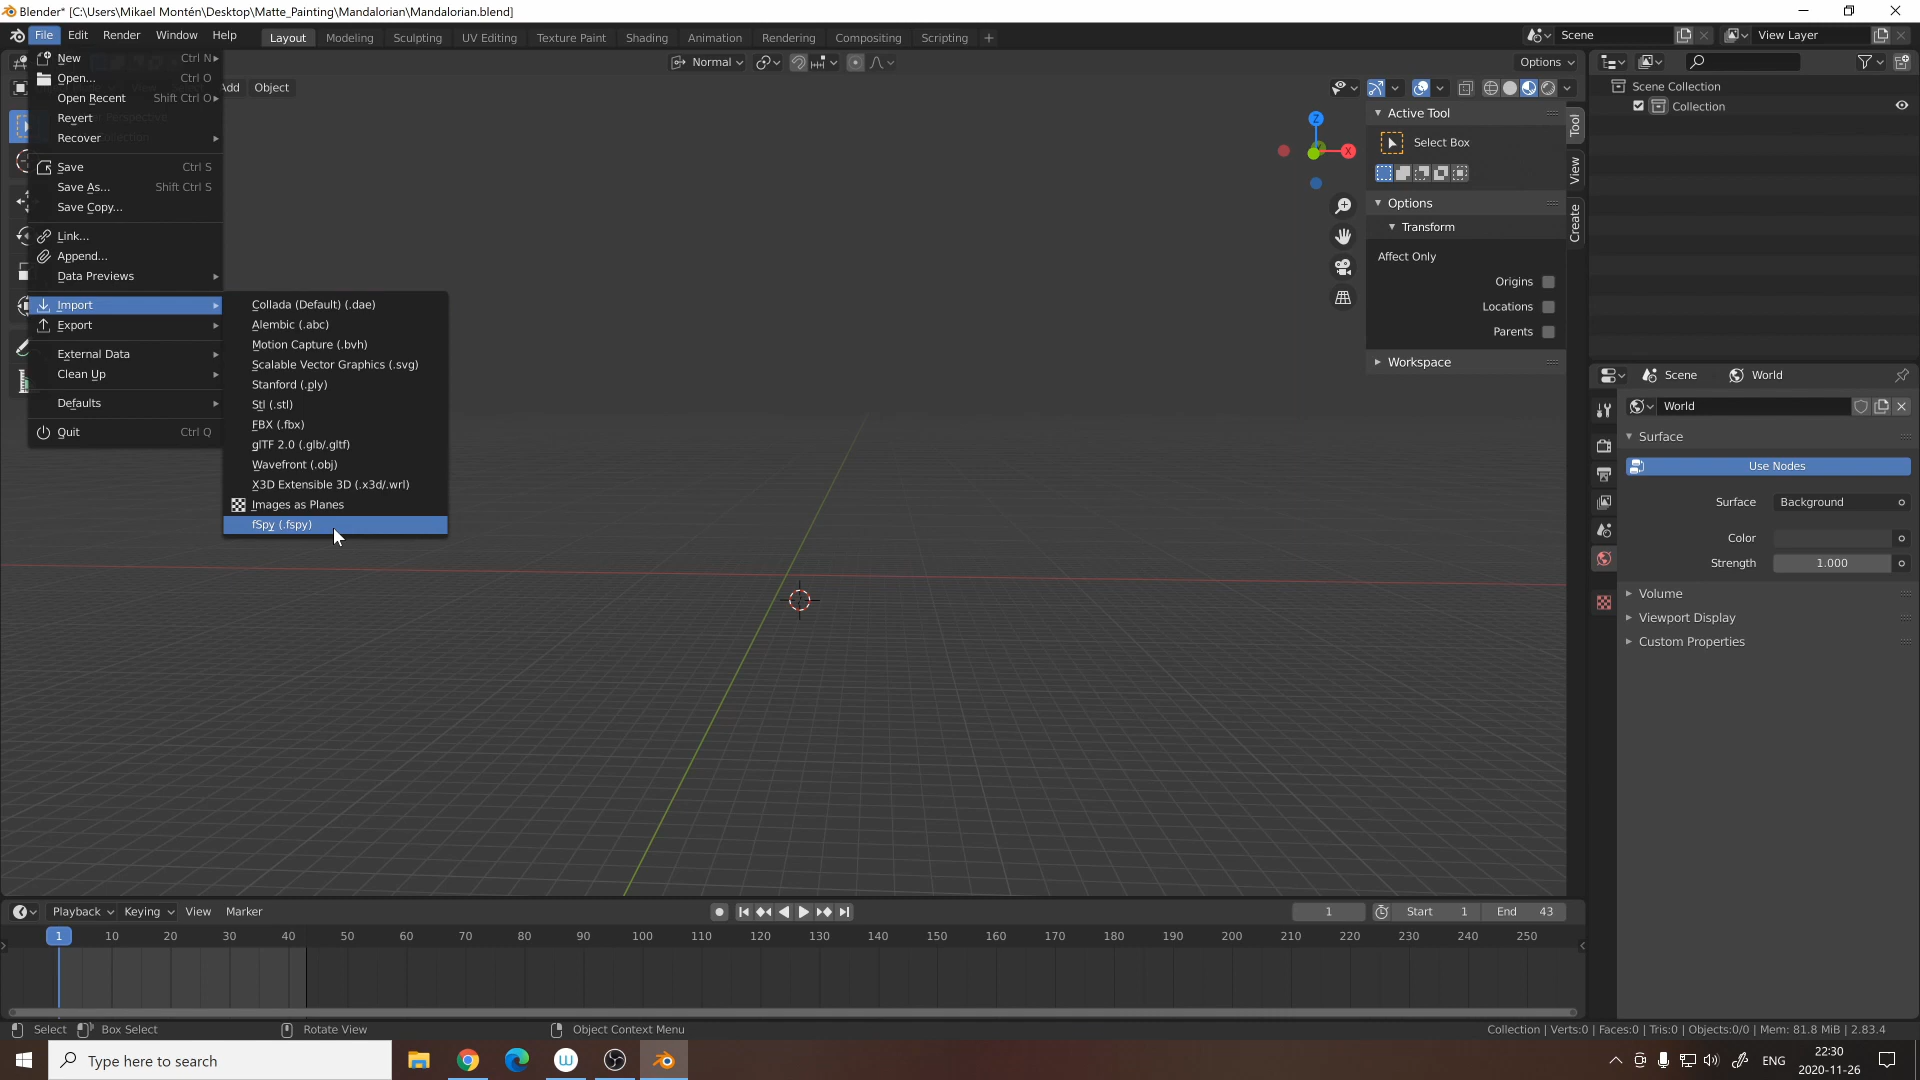 Blender* [C:\Users\Mikael Montén\Desktop\Matte_Painting\Mandalorian\Mandalorian.blend]
File Edit Render Window Help Layout Modeling Sculpting UV Editing Texture Paint Shading Animation Rendering Compositing Scripting + Scene View Layer
New Ctrl N
Open... Ctrl O
Open Recent Shift Ctrl O
Revert
Recover
Save Ctrl S
Save As... Shift Ctrl S
Save Copy...
Link...
Append...
Data Previews
Import
Export
External Data
Clean Up
Defaults
Quit Ctrl Q
Collada (Default) (.dae)
Alembic (.abc)
Motion Capture (.bvh)
Scalable Vector Graphics (.svg)
Stanford (.ply)
Stl (.stl)
FBX (.fbx)
glTF 2.0 (.glb/.gltf)
Wavefront (.obj)
X3D Extensible 3D (.x3d/.wrl)
Images as Planes
fSpy (.fspy)
Normal Options
Object
Z
X
Active Tool
Select Box
Options
Transform
Affect Only
Origins
Locations
Parents
Workspace
Tool
View
Create
Scene Collection
Collection
Scene World
World
Surface
Use Nodes
Surface Background
Color
Strength 1.000
Volume
Viewport Display
Custom Properties
Playback Keying View Marker 1 Start 1 End 43
1 10 20 30 40 50 60 70 80 90 100 110 120 130 140 150 160 170 180 190 200 210 220 230 240 250
Select Box Select Rotate View Object Context Menu Collection | Verts:0 | Faces:0 | Tris:0 | Objects:0/0 | Mem: 81.8 MiB | 2.83.4
Type here to search ENG 22:30
2020-11-26